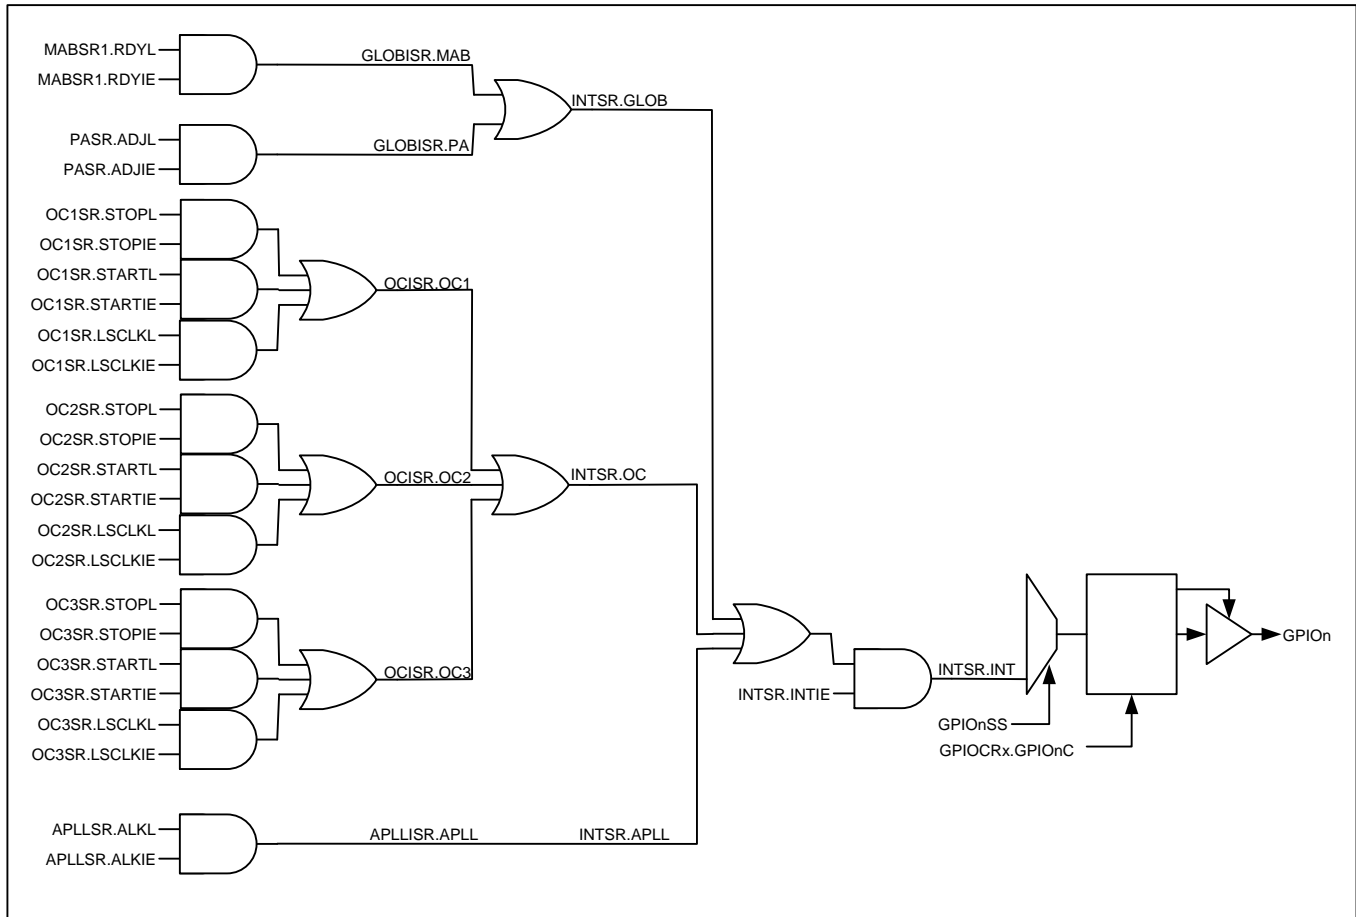 MABSR1.RDYL
MABSR1.RDYIE
GLOBISR.MAB
INTSR.GLOB
PASR.ADJL
PASR.ADJIE
GLOBISR.PA
OC1SR.STOPL
OC1SR.STOPIE
OC1SR.STARTL
OC1SR.STARTIE
OC1SR.LSCLKL
OC1SR.LSCLKIE
OCISR.OC1
OC2SR.STOPL
OC2SR.STOPIE
OC2SR.STARTL
OC2SR.STARTIE
OC2SR.LSCLKL
OC2SR.LSCLKIE
OCISR.OC2
INTSR.OC
OC3SR.STOPL
OC3SR.STOPIE
OC3SR.STARTL
OC3SR.STARTIE
OC3SR.LSCLKL
OC3SR.LSCLKIE
OCISR.OC3
INTSR.INTIE
INTSR.INT
GPIOnSS
GPIOCRx.GPIOnC
GPIOn
APLLSR.ALKL
APLLSR.ALKIE
APLLISR.APLL
INTSR.APLL